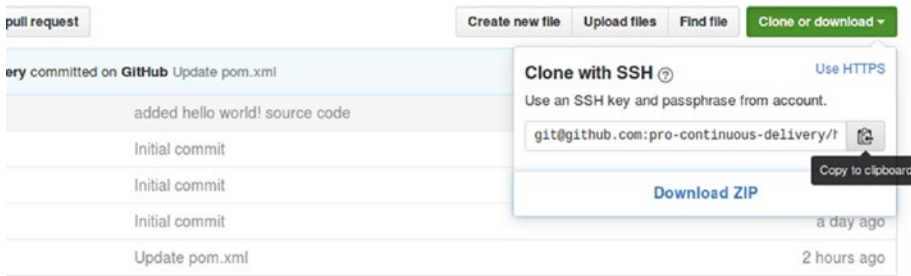 pull request Create new file Upload files Find file Clone or download
ery committed on GitHub Update pom.xml
Clone with SSH ? Use HTTPS
Use an SSH key and passphrase from account.
added hello world! source code
git@github.com:pro-continuous-delivery/h
Initial commit
Copy to clipboard
Initial commit
Download ZIP
Initial commit a day ago
Update pom.xml 2 hours ago